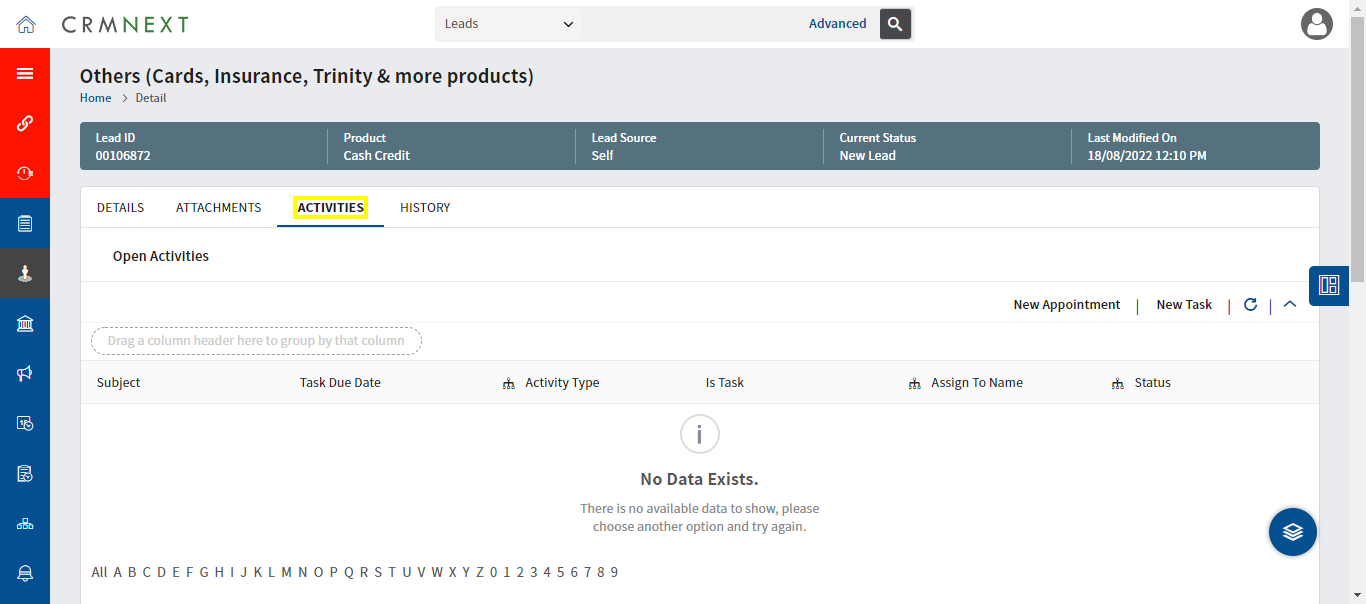 CRMNEXT
Leads
Advanced
Others (Cards, Insurance, Trinity & more products)
Home > Detail
Lead ID
00106872
Product
Cash Credit
Lead Source
Self
Current Status
New Lead
Last Modified On
18/08/2022 12:10 PM
DETAILS ATTACHMENTS ACTIVITIES HISTORY
Open Activities
New Appointment | New Task | |
Drag a column header here to group by that column
Subject Task Due Date Activity Type Is Task Assign To Name Status
i
No Data Exists.
There is no available data to show, please
choose another option and try again.
All A B C D E F G H I J K L M N O P Q R S T U V W X Y Z 0 1 2 3 4 5 6 7 8 9